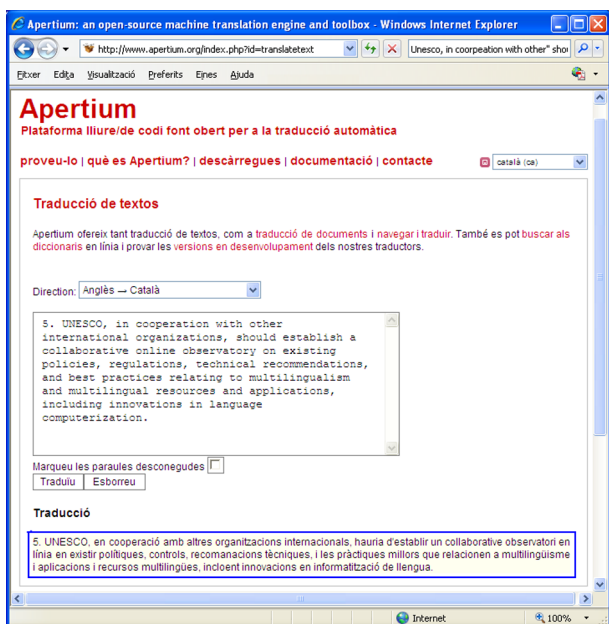 Apertium: an open-source machine translation engine and toolbox - Windows Internet Explorer
http://www.apertium.org/index.php?id=translatetext
Unesco, in coorpeation with other" shou
Fitxer Edita Visualització Preferits Eines Ajuda
Apertium
Plataforma lliure/de codi font obert per a la traducció automàtica
proveu-lo | què es Apertium? | descàrregues | documentació | contacte
català (ca)
Traducció de textos
Apertium ofereix tant traducció de textos, com a traducció de documents i navegar i traduir. També es pot buscar als
diccionaris en línia i provar les versions en desenvolupament dels nostres traductors.
Direction: Anglès → Català
5. UNESCO, in cooperation with other
international organizations, should establish a
collaborative online observatory on existing
policies, regulations, technical recommendations,
and best practices relating to multilingualism
and multilingual resources and applications,
including innovations in language
computerization.
Marqueu les paraules desconegudes
Traduïu Esborreu
Traducció
5. UNESCO, en cooperació amb altres organitzacions internacionals, hauria d'establir un collaborative observatori en
línia en existir polítiques, controls, recomanacions tècniques, i les pràctiques millors que relacionen a multilingüisme
i aplicacions i recursos multilingües, incloent innovacions en informatització de llengua.
Internet
100%